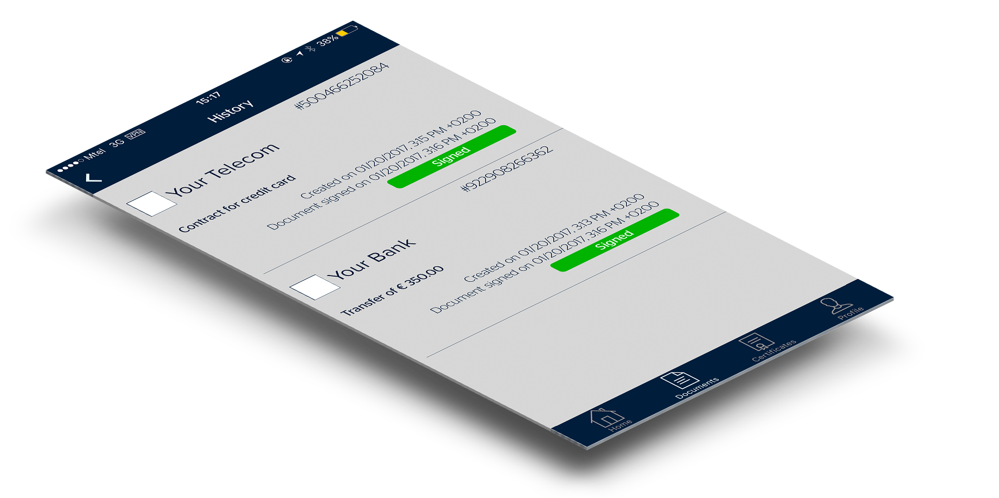 Mtel 3G VPN 15:17 38%
History
#500466252084
Your Telecom
Contract for credit card
Created on 01/20/2017, 3:15 PM +0200
Document signed on 01/20/2017, 3:16 PM +0200
Signed
#922908266362
Your Bank
Transfer of € 350.00
Created on 01/20/2017, 3:13 PM +0200
Document signed on 01/20/2017, 3:16 PM +0200
Signed
Home Documents Certificates Profile